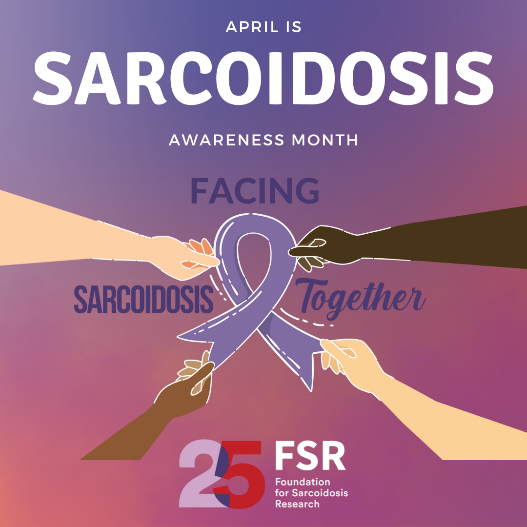 APRIL IS
SARCOIDOSIS
AWARENESS MONTH
FACING
SARCOIDOSIS Together
25 FSR
Foundation
for Sarcoidosis
Research